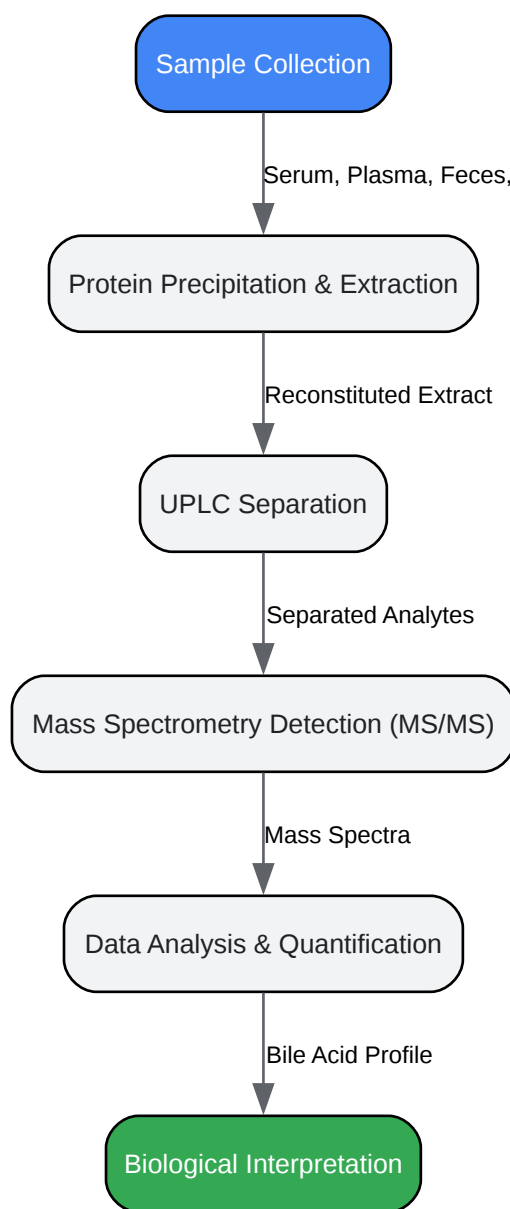 Sample Collection
Serum, Plasma, Feces,
Protein Precipitation & Extraction
Reconstituted Extract
UPLC Separation
Separated Analytes
Mass Spectrometry Detection (MS/MS)
Mass Spectra
Data Analysis & Quantification
Bile Acid Profile
Biological Interpretation